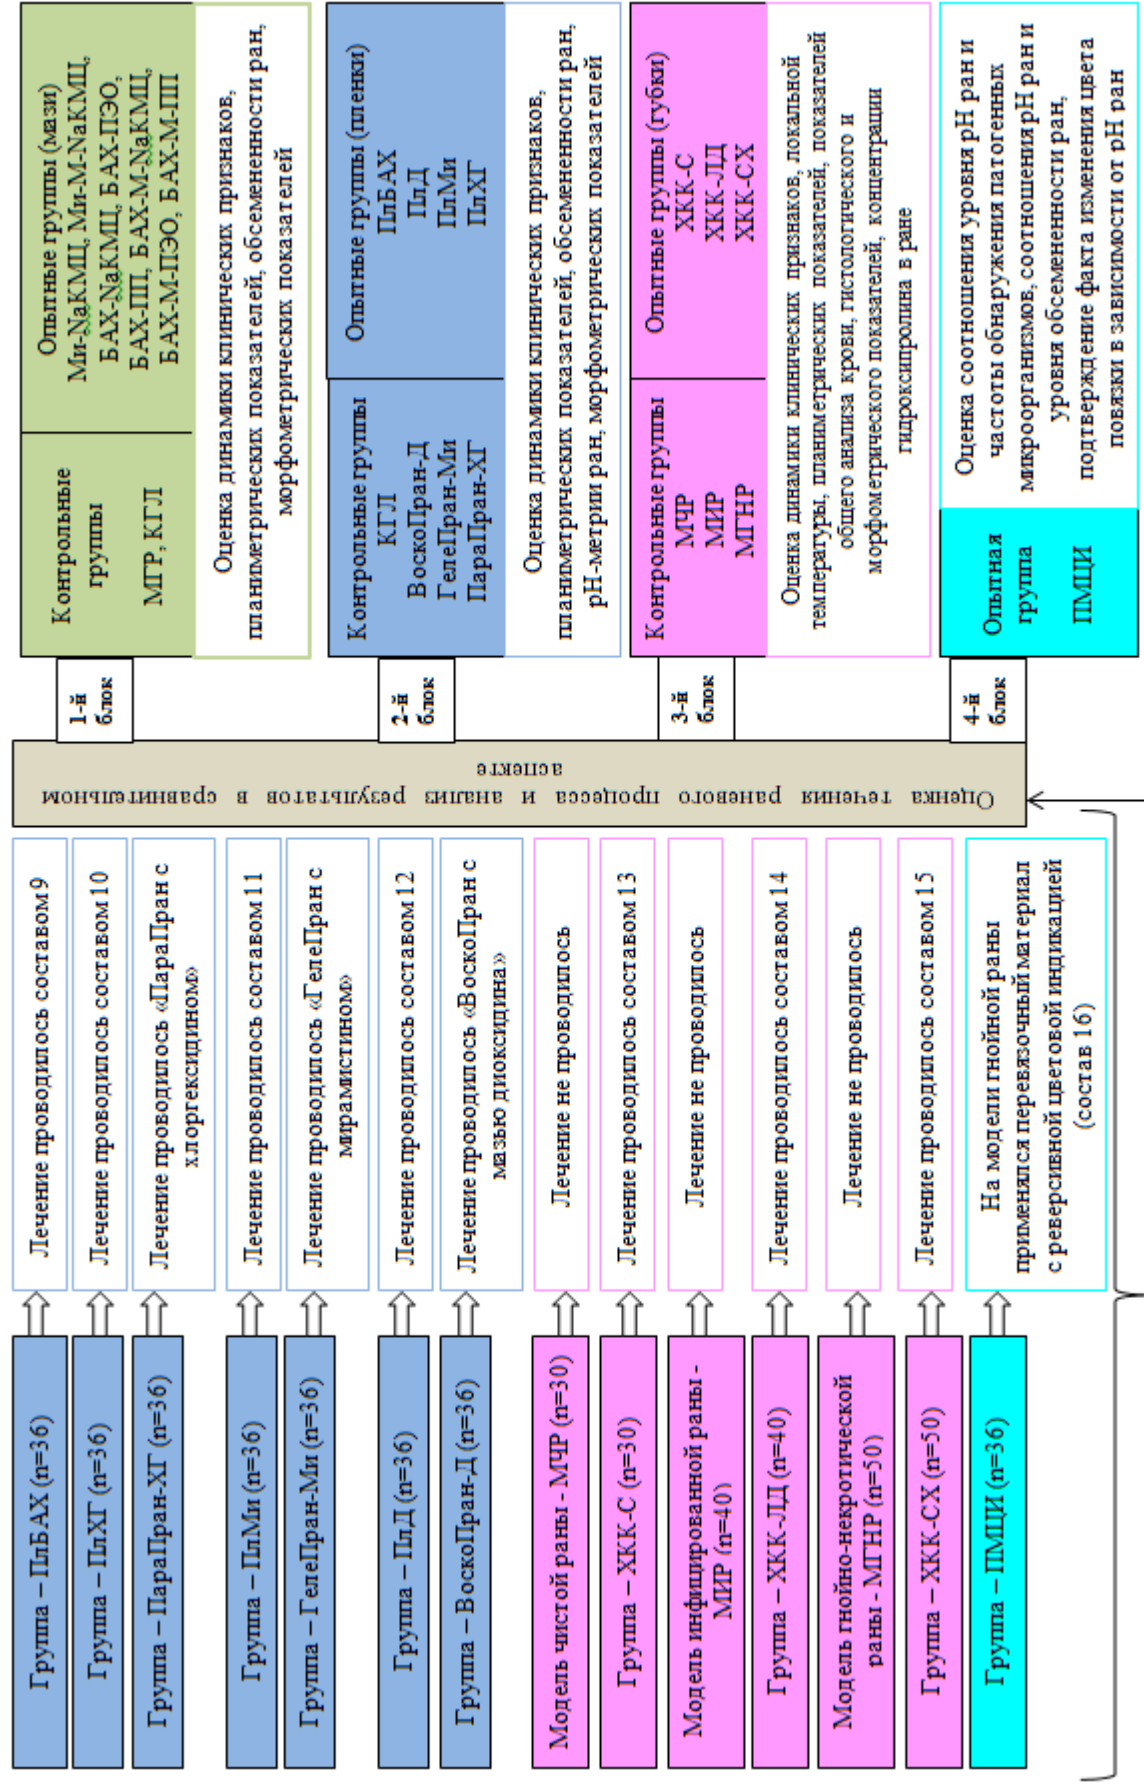 Группа – ПлБАХ (n=36)
Лечение проводилось составом 9
Группа – ПлХГ (n=36)
Лечение проводилось составом 10
Группа – ПараПран-ХГ (n=36)
Лечение проводилось «ПараПран с
хлоргексидином»
Группа – ПлМи (n=36)
Лечение проводилось составом 11
Группа – ГелеПран-Ми (n=36)
Лечение проводилось «ГелеПран с
мирамистином»
Группа – ПлД (n=36)
Лечение проводилось составом 12
Группа – ВоскоПран-Д (n=36)
Лечение проводилось «ВоскоПран с
мазью диоксидина»
Модель чистой раны - МЧР (n=30)
Лечение не проводилось
Группа – ХКК-С (n=30)
Лечение проводилось составом 13
Модель инфицированной раны -
МИР (n=40)
Лечение не проводилось
Группа – ХКК-ЛД (n=40)
Лечение проводилось составом 14
Модель гнойно-некротической
раны - МГНР (n=50)
Лечение не проводилось
Группа – ХКК-СХ (n=50)
Лечение проводилось составом 15
Группа – ПМЦИ (n=36)
На модели гнойной раны
применялся перевязочный материал
с реверсивной цветовой индикацией
(состав 16)
Оценка течения раневого процесса и анализ результатов в сравнительном
аспекте
1-й
блок
Контрольные
группы
МГР, КГЛ
Опытные группы (мази)
Ми-NaКМЦ, Ми-М-NaКМЦ,
БАХ-NaКМЦ, БАХ-ПЭО,
БАХ-ПП, БАХ-М-NaКМЦ,
БАХ-М-ПЭО, БАХ-М-ПП
Оценка динамики клинических признаков,
планиметрических показателей, обсемененности ран,
морфометрических показателей
2-й
блок
Контрольные группы
КГЛ
ВоскоПран-Д
ГелеПран-Ми
ПараПран-ХГ
Опытные группы (пленки)
ПлБАХ
ПлД
ПлМи
ПлХГ
Оценка динамики клинических признаков,
планиметрических показателей, обсемененности ран,
рН-метрии ран, морфометрических показателей
3-й
блок
Контрольные группы
МЧР
МИР
МГНР
Опытные группы (губки)
ХКК-С
ХКК-ЛД
ХКК-СХ
Оценка динамики клинических признаков, локальной
температуры, планиметрических показателей, показателей
общего анализа крови, гистологического и
морфометрического показателей, концентрации
гидроксипролина в ране
4-й
блок
Опытная
группа
ПМЦИ
Оценка соотношения уровня рН ран и
частоты обнаружения патогенных
микроорганизмов, соотношения рН ран и
уровня обсемененности ран,
подтверждение факта изменения цвета
повязки в зависимости от рН ран